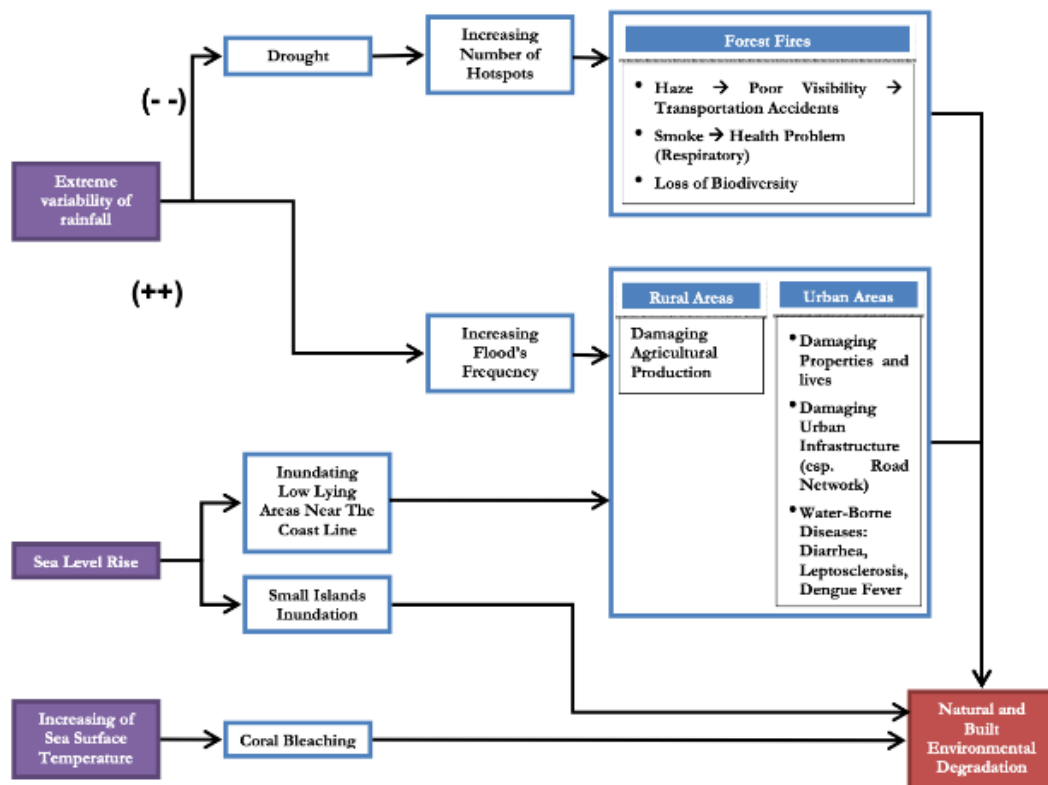 Drought
Increasing
Number of
Hotspots
Forest Fires
• Haze → Poor Visibility →
Transportation Accidents
• Smoke → Health Problem
(Respiratory)
• Loss of Biodiversity
(- -)
Extreme
variability of
rainfall
(++)
Increasing
Flood's
Frequency
Rural Areas
Damaging
Agricultural
Production
Urban Areas
• Damaging
Properties and
lives
• Damaging
Urban
Infrastructure
(esp. Road
Network)
• Water-Borne
Diseases:
Diarrhea,
Leptosclerosis,
Dengue Fever
Inundating
Low Lying
Areas Near The
Coast Line
Sea Level Rise
Small Islands
Inundation
Increasing of
Sea Surface
Temperature
Coral Bleaching
Natural and
Built
Environmental
Degradation